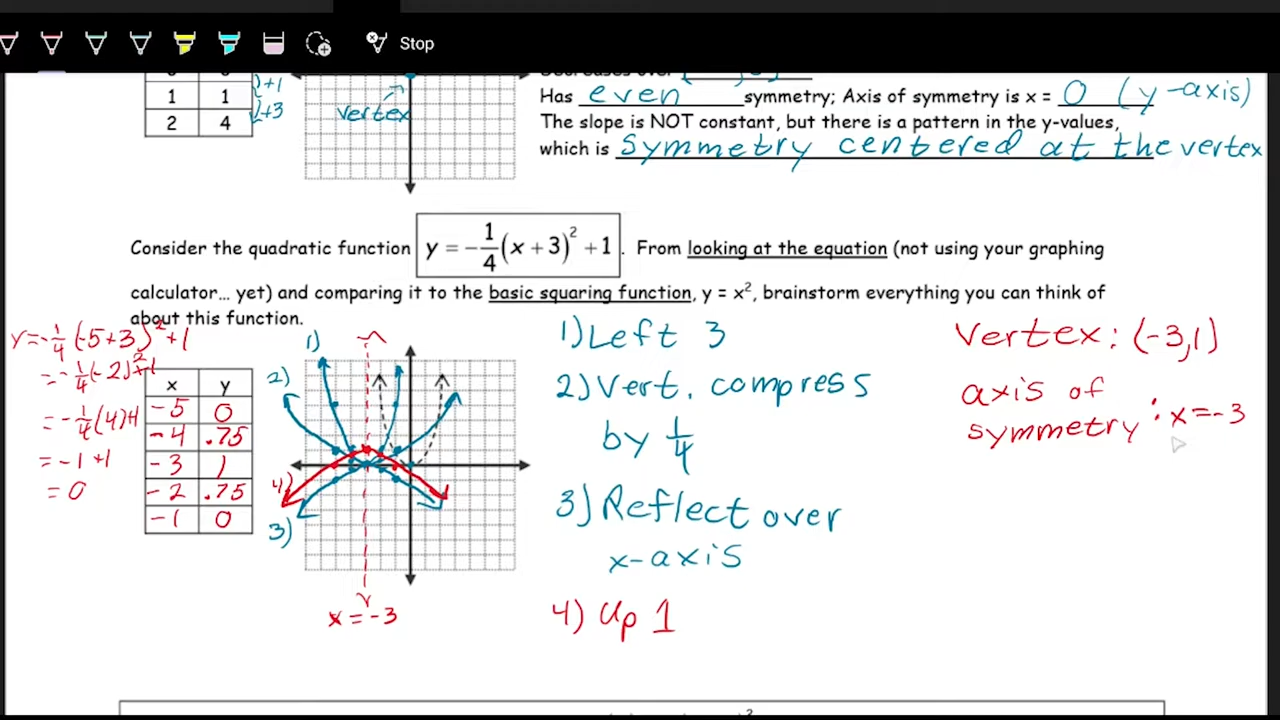 Stop
1 1
2 4
+1
+3
vertex
Has even symmetry; Axis of symmetry is x = 0 (y-axis)
The slope is NOT constant, but there is a pattern in the y-values,
which is symmetry centered at the vertex
Consider the quadratic function y = -1/4(x+3)²+1. From looking at the equation (not using your graphing
calculator... yet) and comparing it to the basic squaring function, y = x², brainstorm everything you can think of
about this function.
y=-1/4(-5+3)²+1
=-1/4(-2)²+1
=-1/4(4)+1
=-1+1
=0
x y
-5 0
-4 .75
-3 1
-2 .75
-1 0
1)
2)
4)
3)
x=-3
1) Left 3
2) Vert. compress
by 1/4
3) Reflect over
x-axis
4) Up 1
Vertex: (-3,1)
axis of
symmetry: x=-3